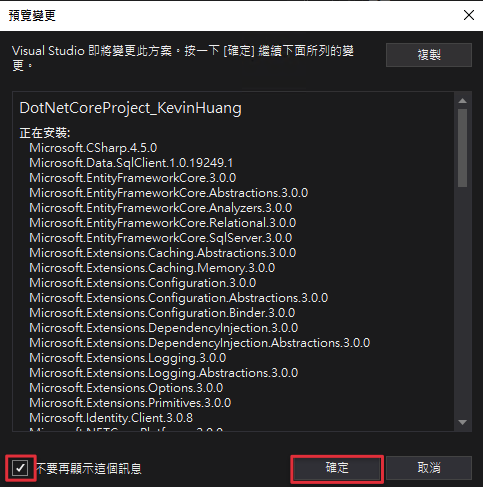 預覽變更
Visual Studio 即將變更此方案。按一下 [確定] 繼續下面所列的變
更。
複製
DotNetCoreProject_KevinHuang
正在安裝:
Microsoft.CSharp.4.5.0
Microsoft.Data.SqlClient.1.0.19249.1
Microsoft.EntityFrameworkCore.3.0.0
Microsoft.EntityFrameworkCore.Abstractions.3.0.0
Microsoft.EntityFrameworkCore.Analyzers.3.0.0
Microsoft.EntityFrameworkCore.Relational.3.0.0
Microsoft.EntityFrameworkCore.SqlServer.3.0.0
Microsoft.Extensions.Caching.Abstractions.3.0.0
Microsoft.Extensions.Caching.Memory.3.0.0
Microsoft.Extensions.Configuration.3.0.0
Microsoft.Extensions.Configuration.Abstractions.3.0.0
Microsoft.Extensions.Configuration.Binder.3.0.0
Microsoft.Extensions.DependencyInjection.3.0.0
Microsoft.Extensions.DependencyInjection.Abstractions.3.0.0
Microsoft.Extensions.Logging.3.0.0
Microsoft.Extensions.Logging.Abstractions.3.0.0
Microsoft.Extensions.Options.3.0.0
Microsoft.Extensions.Primitives.3.0.0
Microsoft.Identity.Client.3.0.8
不要再顯示這個訊息
確定
取消